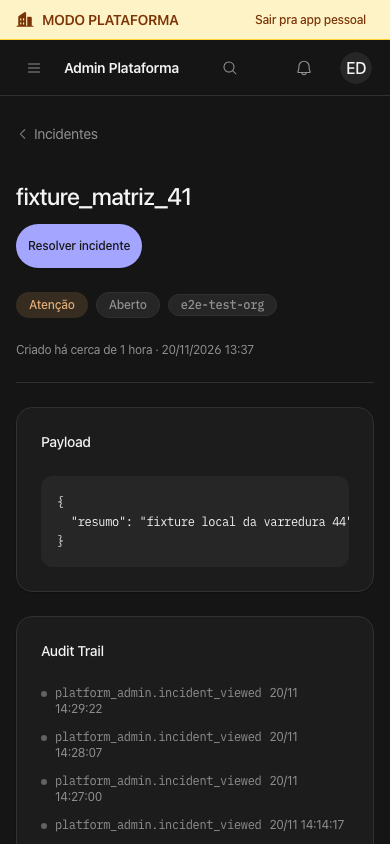 MODO PLATAFORMA
Sair pra app pessoal
Admin Plataforma
ED
Incidentes
fixture_matriz_41
Resolver incidente
Atenção
Aberto
e2e-test-org
Criado há cerca de 1 hora · 20/11/2026 13:37
Payload
{
"resumo": "fixture local da varredura 44"
}
Audit Trail
platform_admin.incident_viewed 20/11
14:29:22
platform_admin.incident_viewed 20/11
14:28:07
platform_admin.incident_viewed 20/11
14:27:00
platform_admin.incident_viewed 20/11 14:14:17